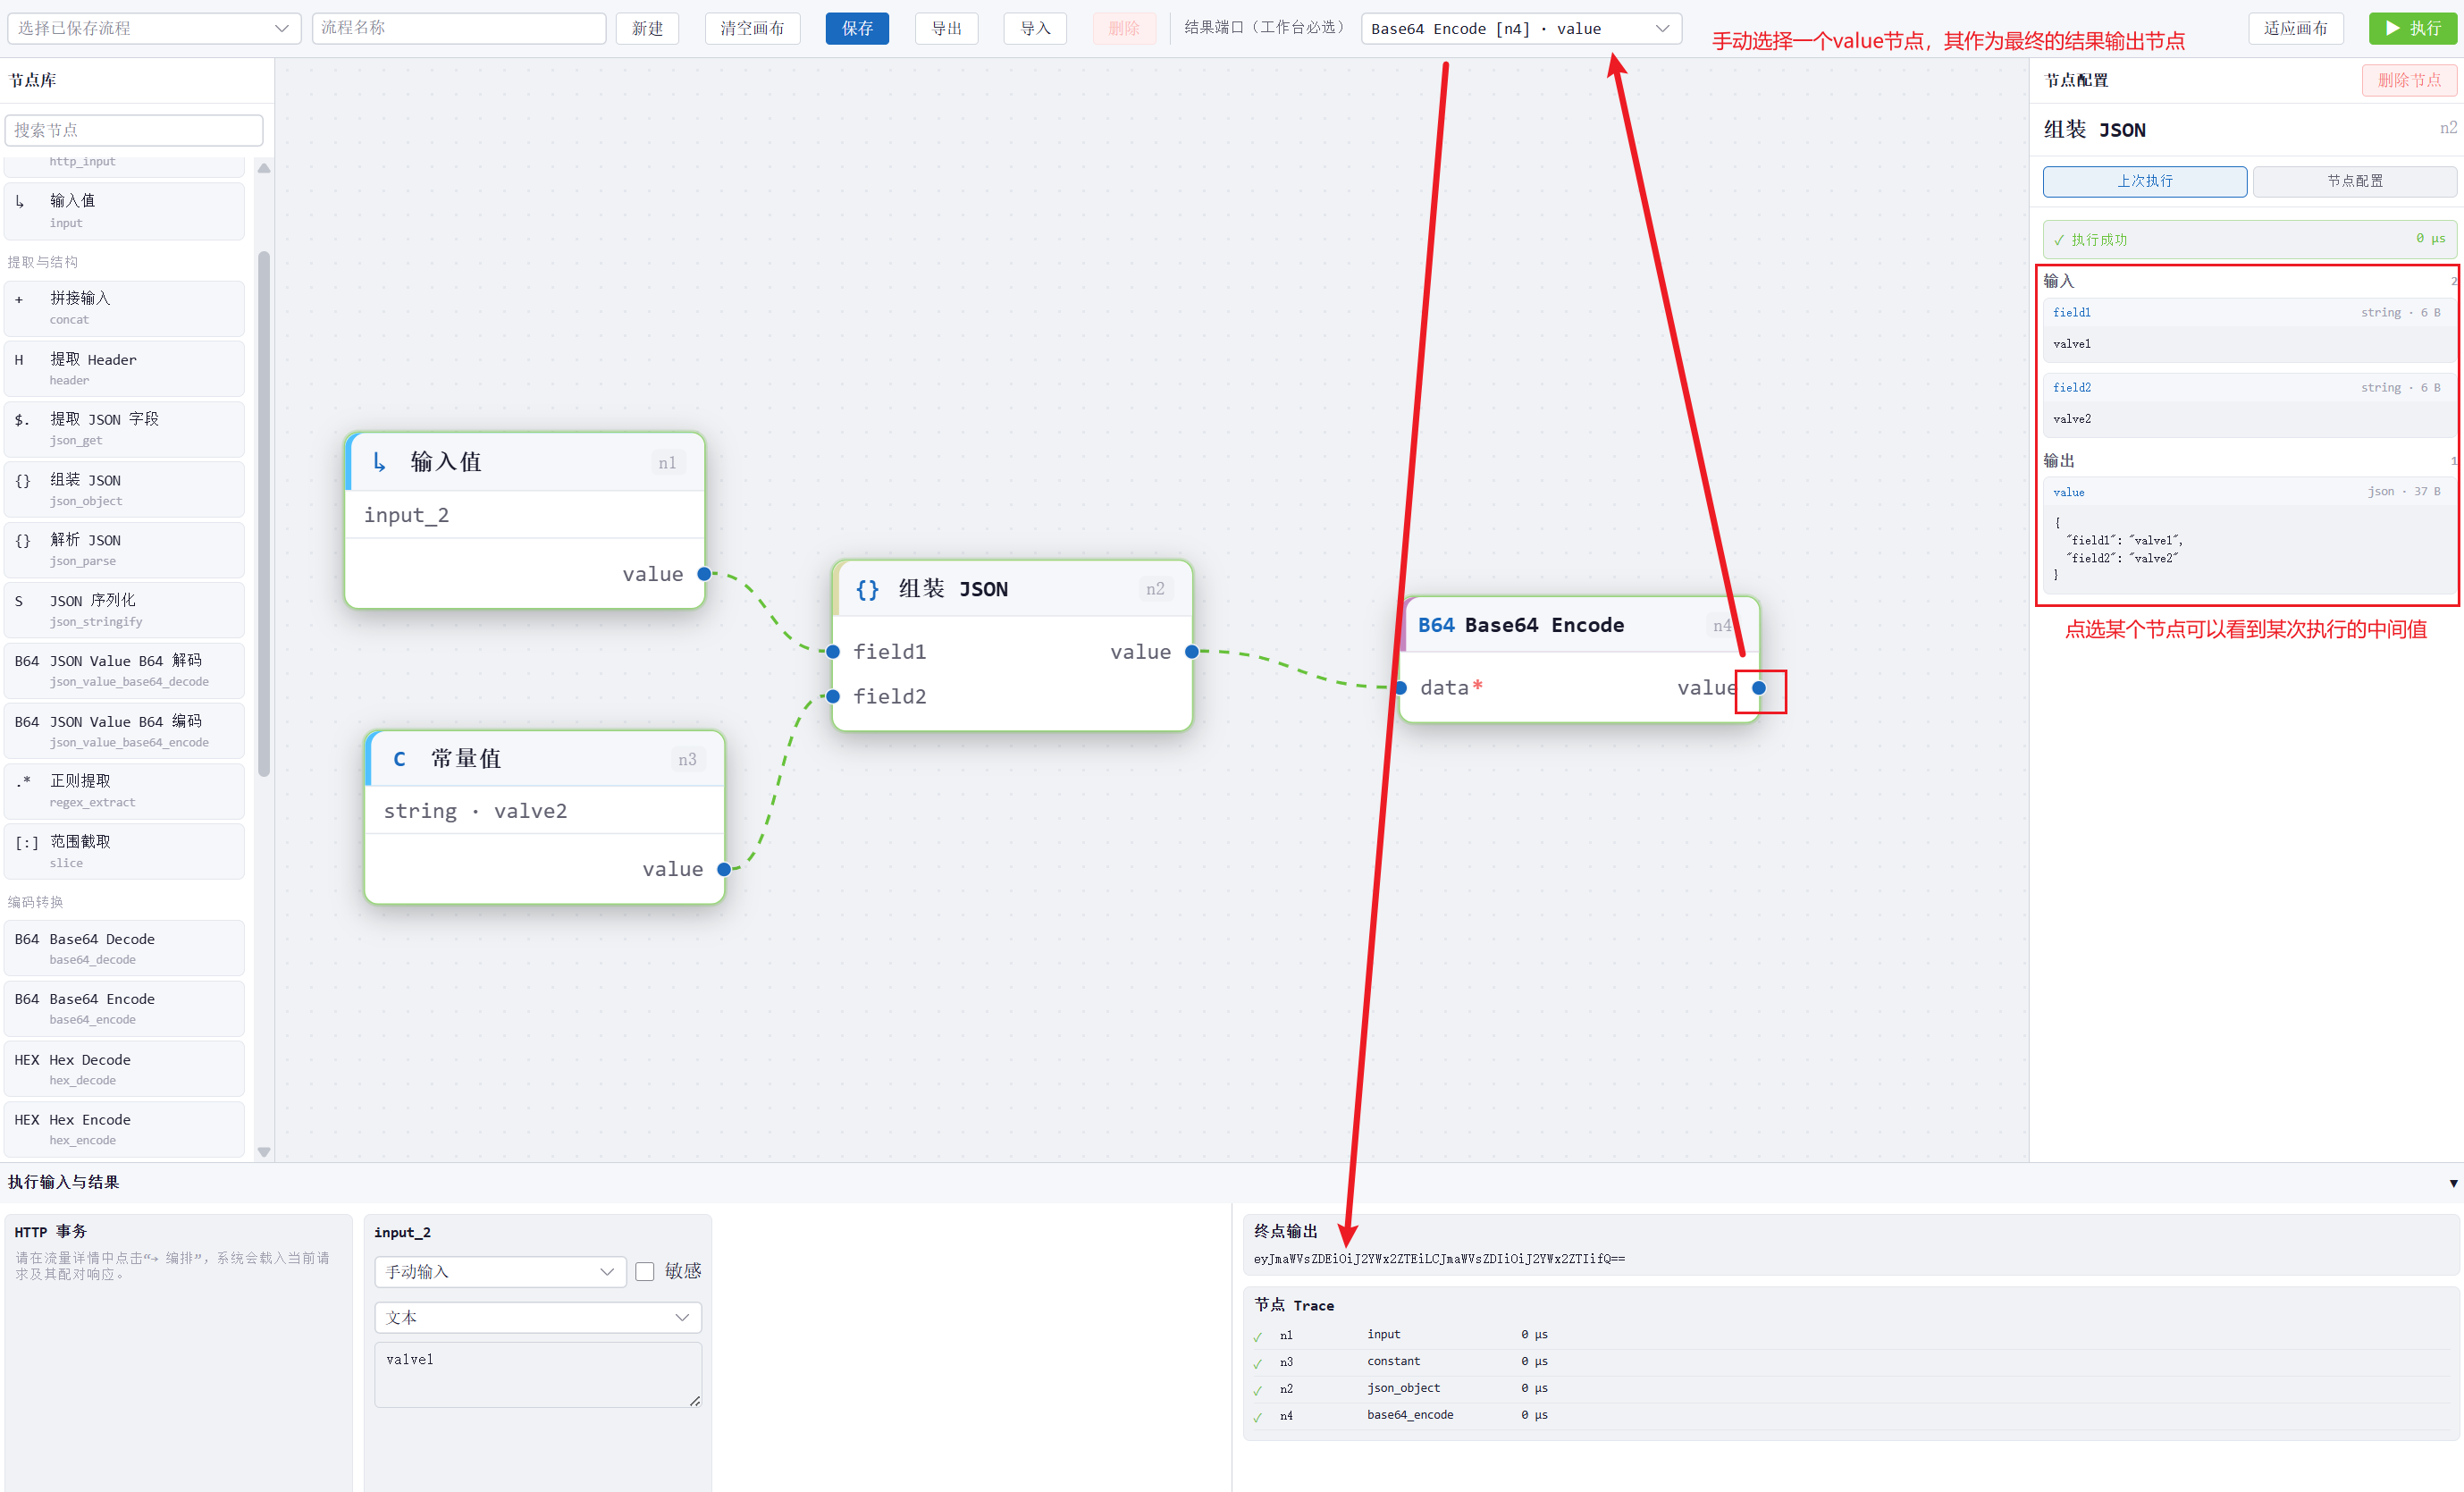 选择已保存流程
流程名称
新建
清空画布
保存
导出
导入
删除
结果端口（工作台必选）
Base64 Encode [n4] · value
手动选择一个value节点，其作为最终的结果输出节点
适应画布
▶ 执行
节点库
搜索节点
http_input
↳ 输入值
input
提取与结构
+ 拼接输入
concat
H 提取 Header
header
$. 提取 JSON 字段
json_get
{} 组装 JSON
json_object
{} 解析 JSON
json_parse
S JSON 序列化
json_stringify
B64 JSON Value B64 解码
json_value_base64_decode
B64 JSON Value B64 编码
json_value_base64_encode
.* 正则提取
regex_extract
[:] 范围截取
slice
编码转换
B64 Base64 Decode
base64_decode
B64 Base64 Encode
base64_encode
HEX Hex Decode
hex_decode
HEX Hex Encode
hex_encode
↳ 输入值 n1
input_2
value
C 常量值 n3
string · valve2
value
{} 组装 JSON n2
field1 value
field2
B64 Base64 Encode n4
data* value
节点配置
删除节点
组装 JSON n2
上次执行
节点配置
✓ 执行成功 0 μs
输入 2
field1 string · 6 B
valve1
field2 string · 6 B
valve2
输出 1
value json · 37 B
{
"field1": "valve1",
"field2": "valve2"
}
点选某个节点可以看到某次执行的中间值
执行输入与结果 ▼
HTTP 事务
请在流量详情中点击“→ 编排”，系统会载入当前请
求及其配对响应。
input_2
手动输入
敏感
文本
valve1
终点输出
eyJmaWVsZDEiOiJ2YWx2ZTEiLCJmaWVsZDIiOiJ2YWx2ZTIifQ==
节点 Trace
✓ n1 input 0 μs
✓ n3 constant 0 μs
✓ n2 json_object 0 μs
✓ n4 base64_encode 0 μs